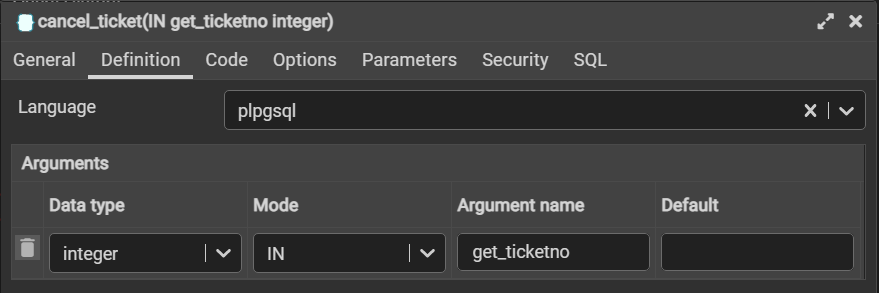 cancel_ticket(IN get_ticketno integer)
General Definition Code Options Parameters Security SQL
Language plpgsql
Arguments
Data type Mode Argument name Default
integer IN get_ticketno